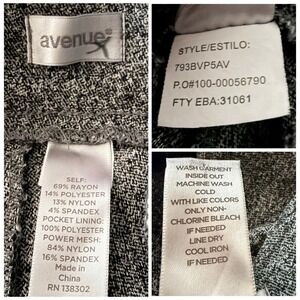 avenue®
STYLE/ESTILO:
793BVP5AV
P.O#100-00056790
FTY EBA:31061
SELF:
69% RAYON
14% POLYESTER
13% NYLON
4% SPANDEX
POCKET LINING
100% POLYESTER
POWER MESH:
84% NYLON
16% SPANDEX
Made in
China
RN 138302
WASH GARMENT
INSIDE OUT
MACHINE WASH
COLD
WITH LIKE COLORS
ONLY NON-
CHLORINE BLEACH
IF NEEDED
LINE DRY
COOL IRON
IF NEEDED